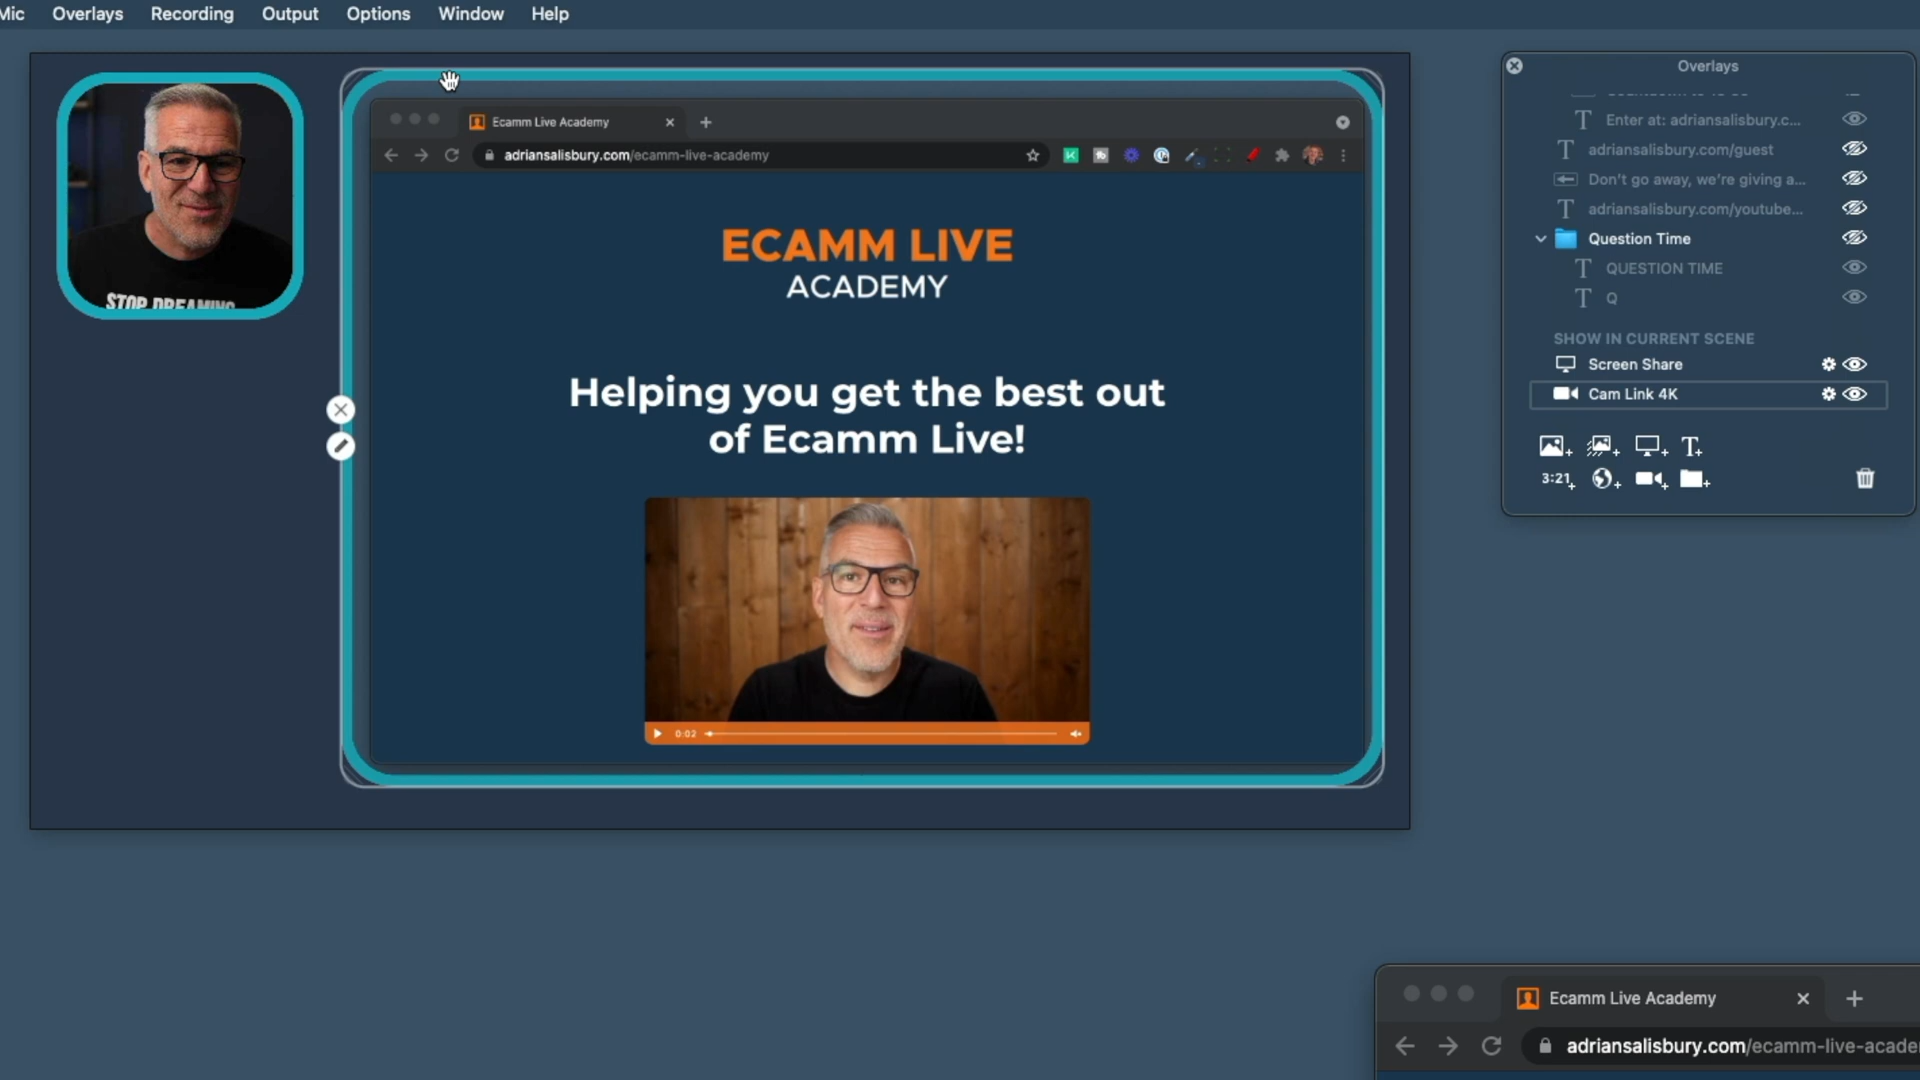 Mic Overlays Recording Output Options Window Help
STOP DREAMING
Ecamm Live Academy
adriansalisbury.com/ecamm-live-academy
ECAMM LIVE
ACADEMY
Helping you get the best out
of Ecamm Live!
0:02
Overlays
Enter at: adriansalisbury.c...
adriansalisbury.com/guest
Don't go away, we're giving a...
adriansalisbury.com/youtube...
Question Time
QUESTION TIME
Q
SHOW IN CURRENT SCENE
Screen Share
Cam Link 4K
3:21
Ecamm Live Academy
adriansalisbury.com/ecamm-live-acade